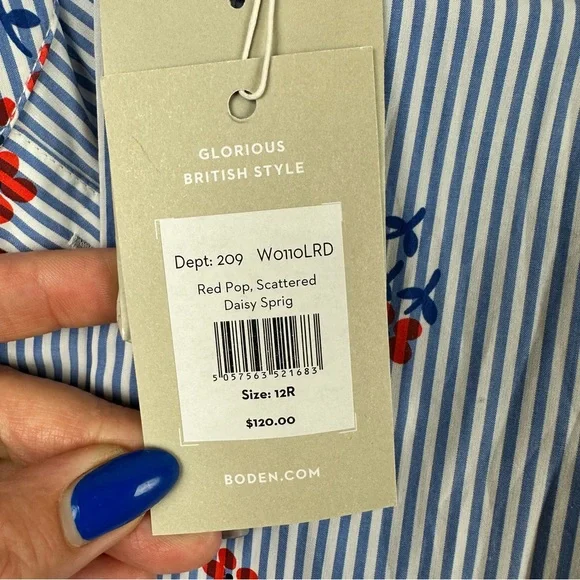 GLORIOUS
BRITISH STYLE
Dept: 209 W0110LRD
Red Pop, Scattered
Daisy Sprig
5 057563 521683
Size: 12R
$120.00
BODEN.COM